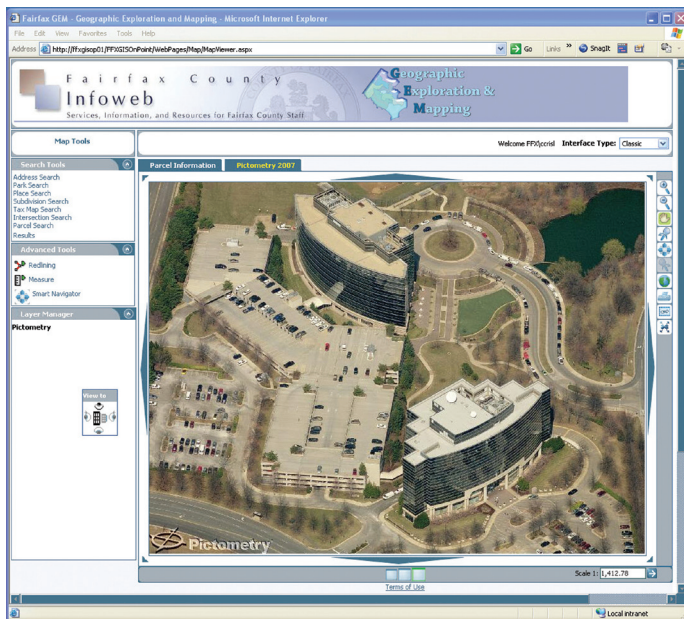 Fairfax GEM - Geographic Exploration and Mapping - Microsoft Internet Explorer
File Edit View Favorites Tools Help
Address http://ffxgisop01/FFXGISOnPoint/WebPages/Map/MapViewer.aspx Go Links » SnagIt
Fairfax County
Infoweb
Services, Information, and Resources for Fairfax County Staff
Geographic
Exploration &
Mapping
Map Tools
Welcome FFX\ccrisl Interface Type: Classic
Search Tools
Address Search
Park Search
Place Search
Subdivision Search
Tax Map Search
Intersection Search
Parcel Search
Results
Advanced Tools
Redlining
Measure
Smart Navigator
Layer Manager
Pictometry
View to
Parcel Information Pictometry 2007
Pictometry
Scale 1: 1,412.78
Terms of Use
Local intranet